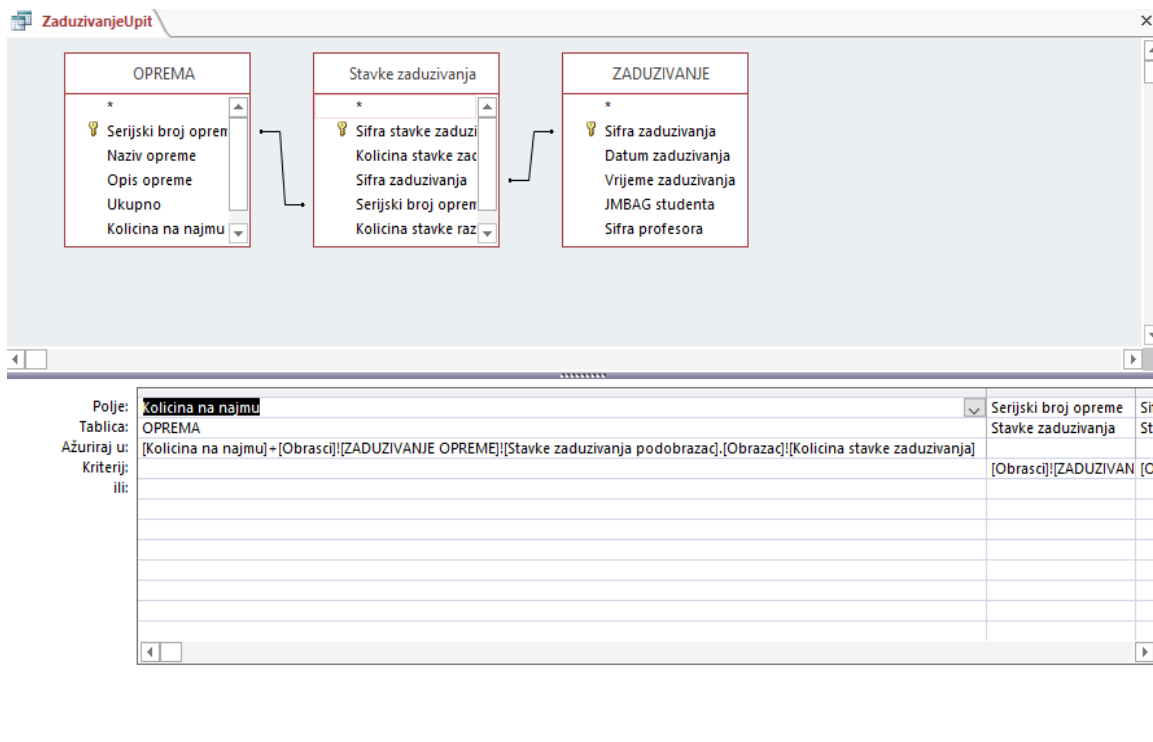 ZaduzivanjeUpit
OPREMA
*
Serijski broj oprem
Naziv opreme
Opis opreme
Ukupno
Kolicina na najmu
Stavke zaduzivanja
*
Sifra stavke zaduzi
Kolicina stavke zad
Sifra zaduzivanja
Serijski broj oprem
Kolicina stavke raz
ZADUZIVANJE
*
Sifra zaduzivanja
Datum zaduzivanja
Vrijeme zaduzivanja
JMBAG studenta
Sifra profesora
Polje: Kolicina na najmu Serijski broj opreme Si
Tablica: OPREMA Stavke zaduzivanja St
Ažuriraj u: [Kolicina na najmu]+[Obrasci]![ZADUZIVANJE OPREME]![Stavke zaduzivanja podobrazac].[Obrazac]![Kolicina stavke zaduzivanja]
Kriterij: [Obrasci]![ZADUZIVAN [O
ili: